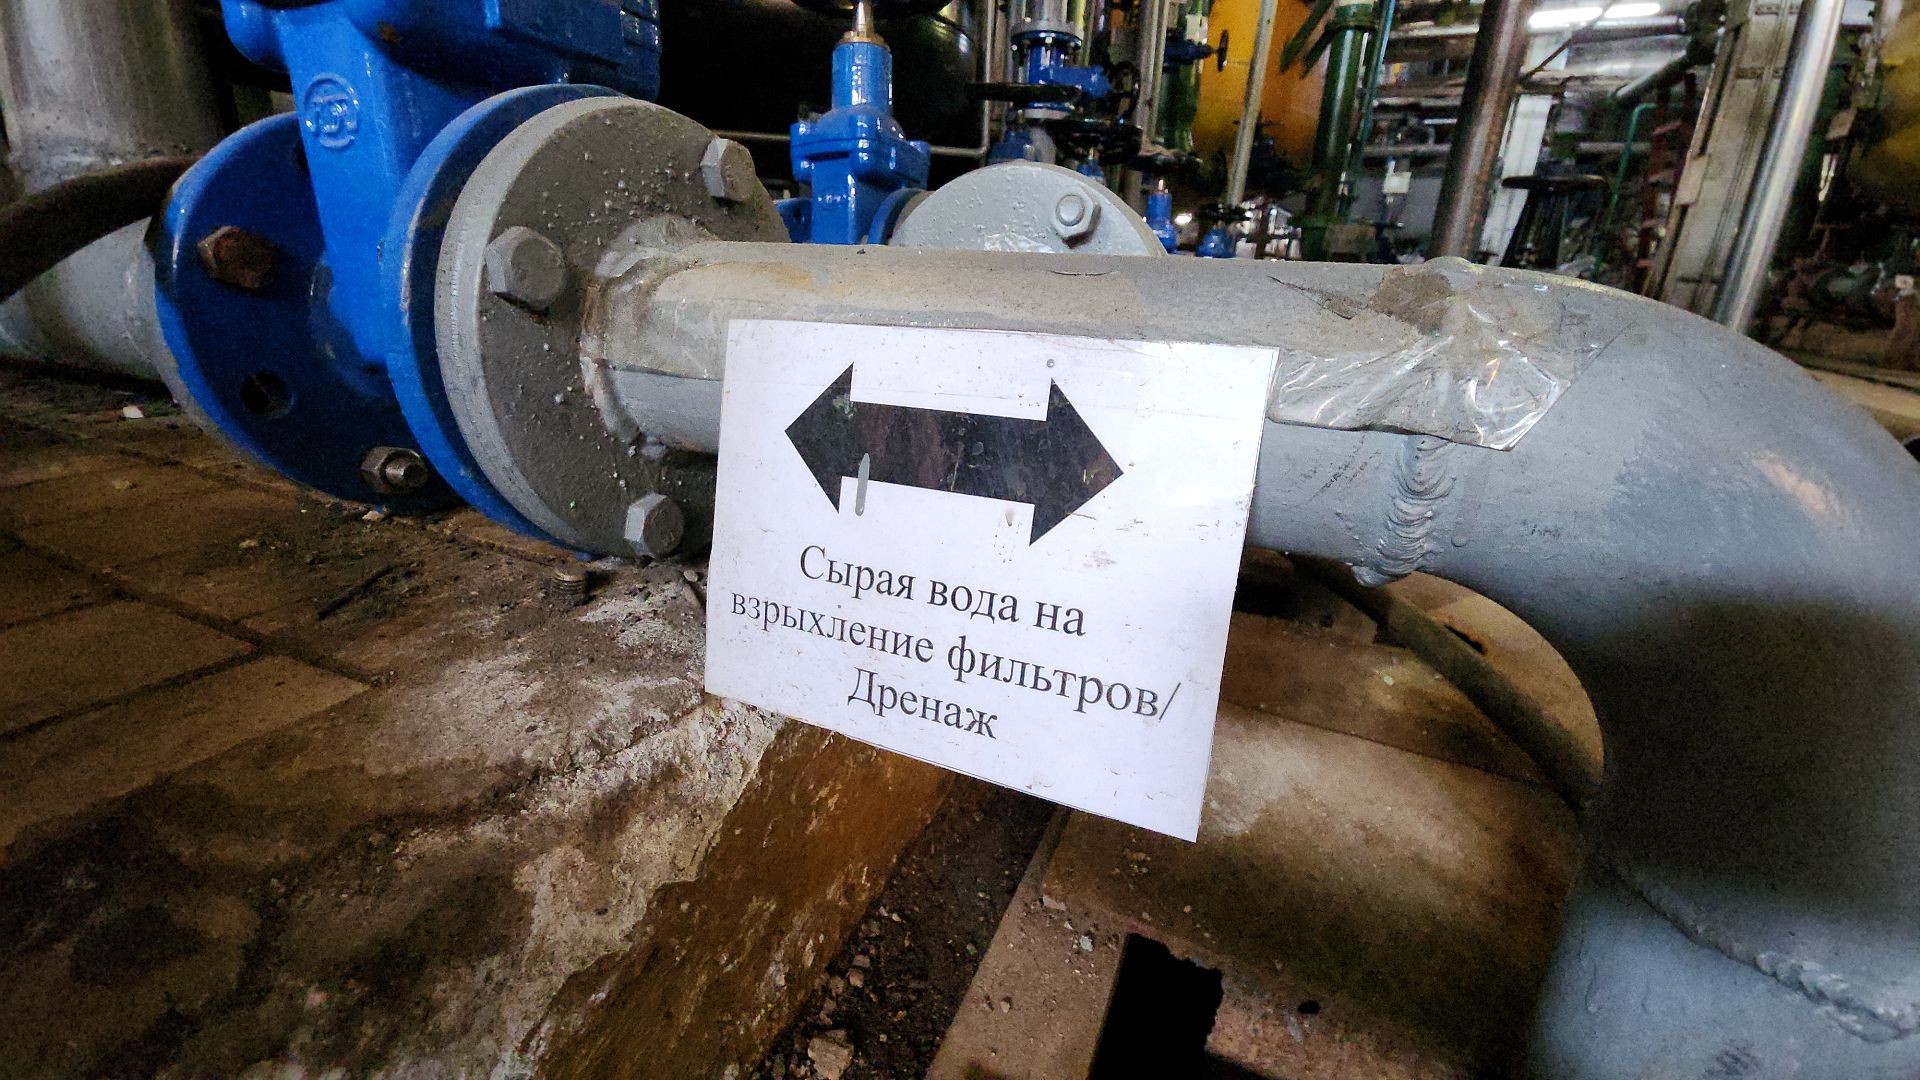 Сырая вода на
взрыхление фильтров/
Дренаж